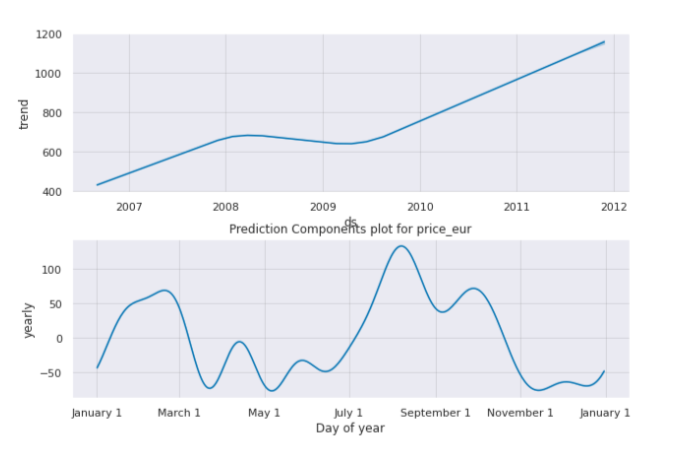 1200
1000
800
600
400
trend
2007 2008 2009 2010 2011 2012
ds
Prediction Components plot for price_eur
100
50
0
−50
yearly
January 1 March 1 May 1 July 1 September 1 November 1 January 1
Day of year